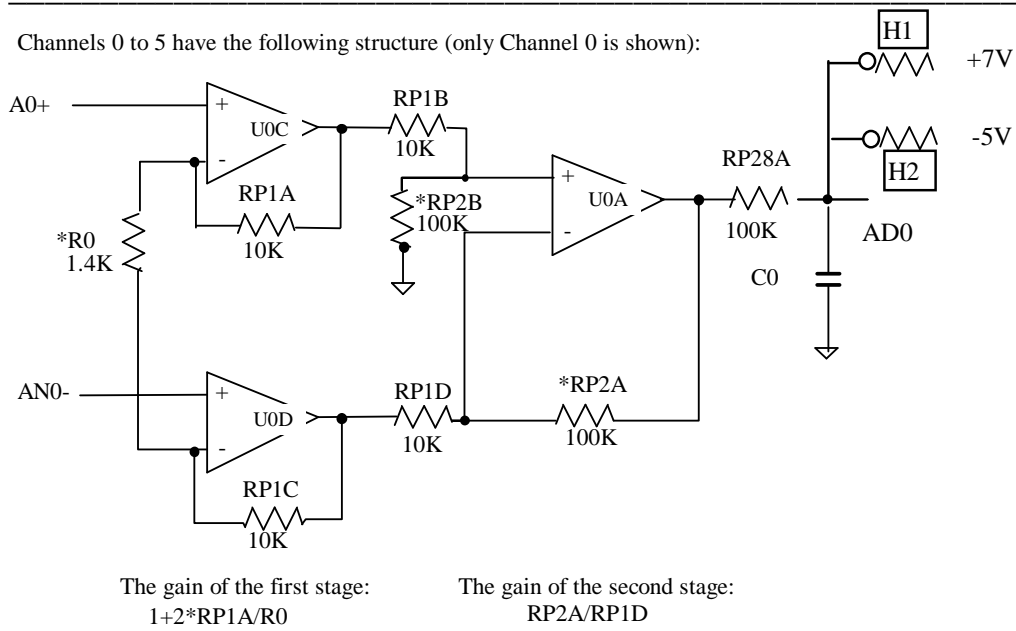 Channels 0 to 5 have the following structure (only Channel 0 is shown):
H1
+7V
A0+
+
U0C
-
RP1B
10K
-5V
H2
RP28A
100K
RP1A
10K
*RP2B
100K
+
U0A
-
AD0
*R0
1.4K
C0
AN0-
+
U0D
-
RP1D
10K
*RP2A
100K
RP1C
10K
The gain of the first stage:
1+2*RP1A/R0
The gain of the second stage:
RP2A/RP1D